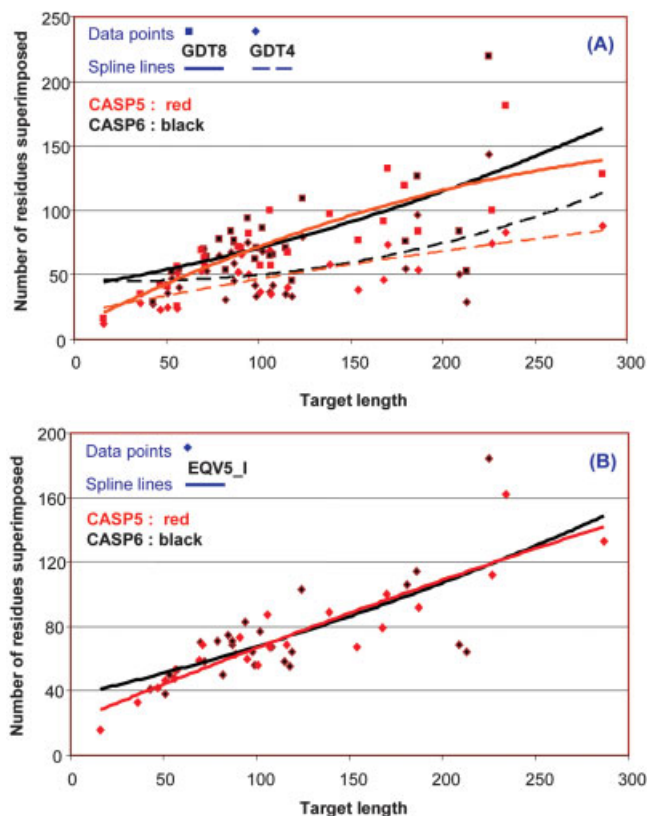 250
200
150
100
50
0
Number of residues superimposed
Data points
GDT8 GDT4
Spline lines
CASP5 : red
CASP6 : black
(A)
0 50 100 150 200 250 300
Target length
200
160
120
80
40
0
Number of residues superimposed
Data points
EQV5_I
Spline lines
CASP5 : red
CASP6 : black
(B)
0 50 100 150 200 250 300
Target length